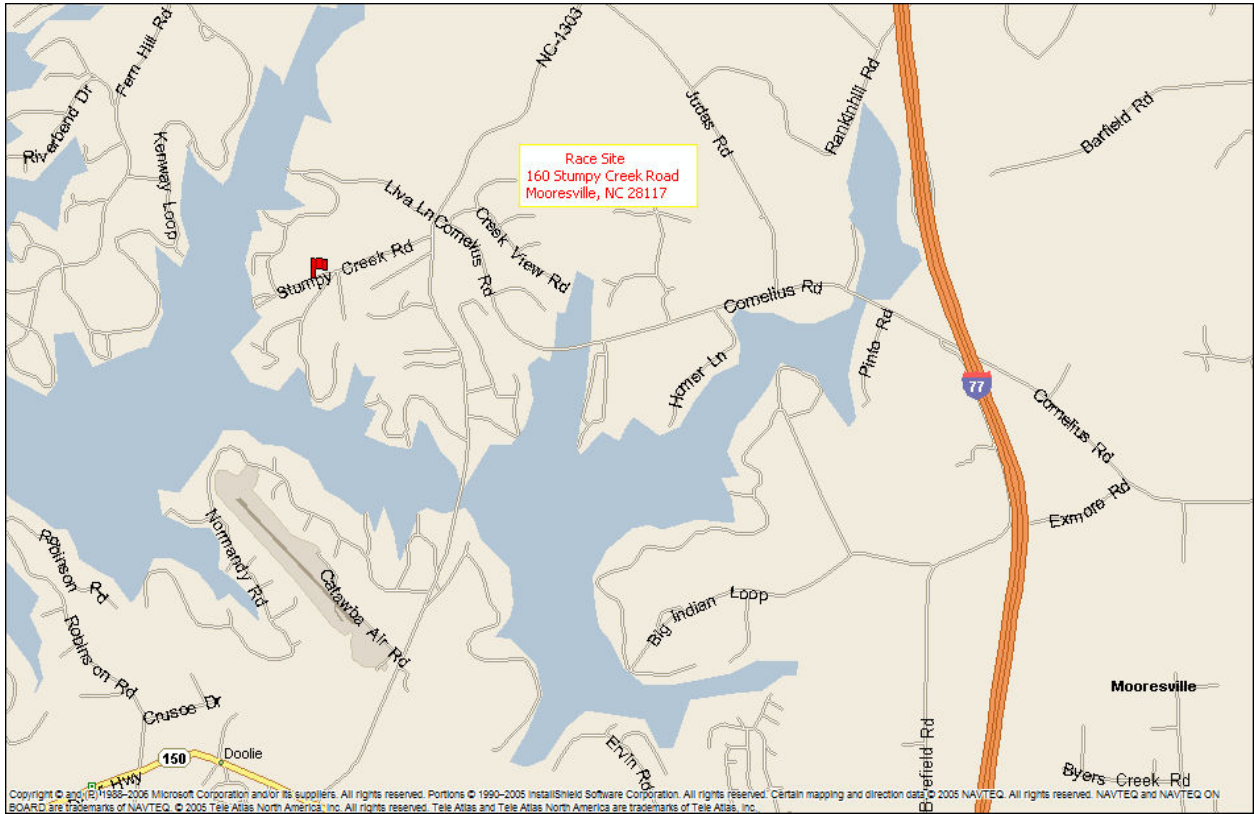 Fern Hill Rd
Riverbend Dr
Kenway Loop
NC-1303
Judas Rd
Rankinhill Rd
Barfield Rd
Race Site
160 Stumpy Creek Road
Mooresville, NC 28117
Liva Ln
Cornelius Rd
Creek View Rd
Stumpy Creek Rd
Cornelius Rd
Pinto Rd
Homer Ln
77
Cornelius Rd
Exmore Rd
Robinson Rd
Normandy Rd
Catawba Air Rd
Robinson Rd
Big Indian Loop
Crusoe Dr
Mooresville
150
Doolie
Ervin Rd
Byers Creek Rd
Hwy
Copyright © and (P) 1988–2006 Microsoft Corporation and/or its suppliers. All rights reserved. Portions © 1990–2005 InstallShield Software Corporation. All rights reserved. Certain mapping and direction data © 2005 NAVTEQ. All rights reserved. NAVTEQ and NAVTEQ ON
BOARD are trademarks of NAVTEQ. © 2005 Tele Atlas North America, Inc. All rights reserved. Tele Atlas and Tele Atlas North America are trademarks of Tele Atlas, Inc.